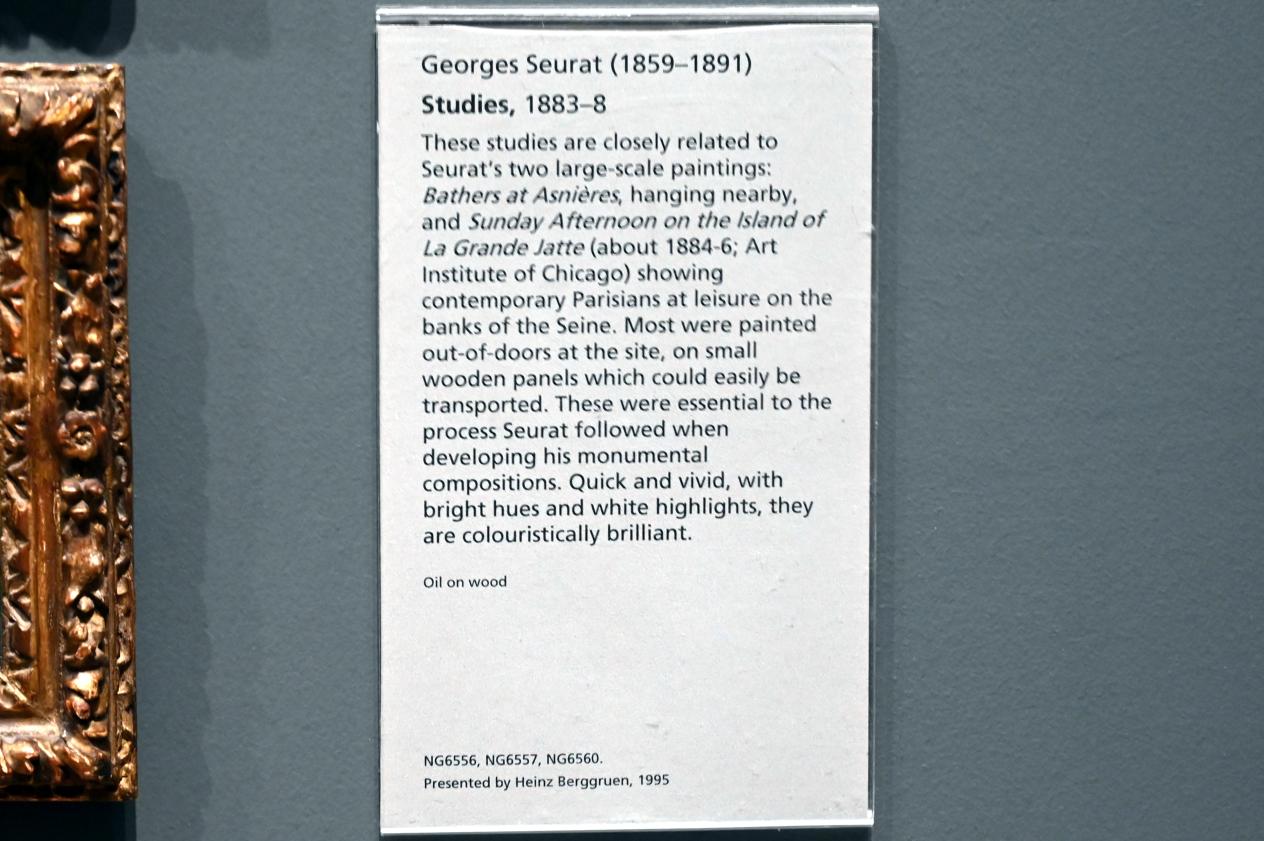 Georges Seurat (1859–1891)
Studies, 1883–8
These studies are closely related to
Seurat's two large-scale paintings:
Bathers at Asnières, hanging nearby,
and Sunday Afternoon on the Island of
La Grande Jatte (about 1884-6; Art
Institute of Chicago) showing
contemporary Parisians at leisure on the
banks of the Seine. Most were painted
out-of-doors at the site, on small
wooden panels which could easily be
transported. These were essential to the
process Seurat followed when
developing his monumental
compositions. Quick and vivid, with
bright hues and white highlights, they
are colouristically brilliant.
Oil on wood
NG6556, NG6557, NG6560.
Presented by Heinz Berggruen, 1995